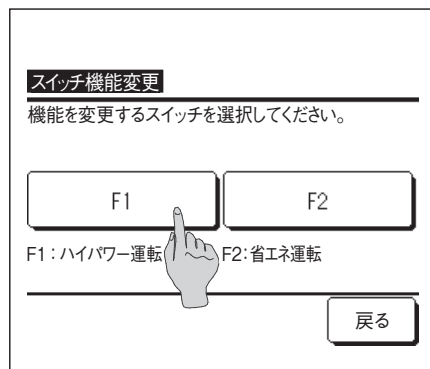 スイッチ機能変更
機能を変更するスイッチを選択してください。
F1 F2
F1：ハイパワー運転 F2：省エネ運転
戻る